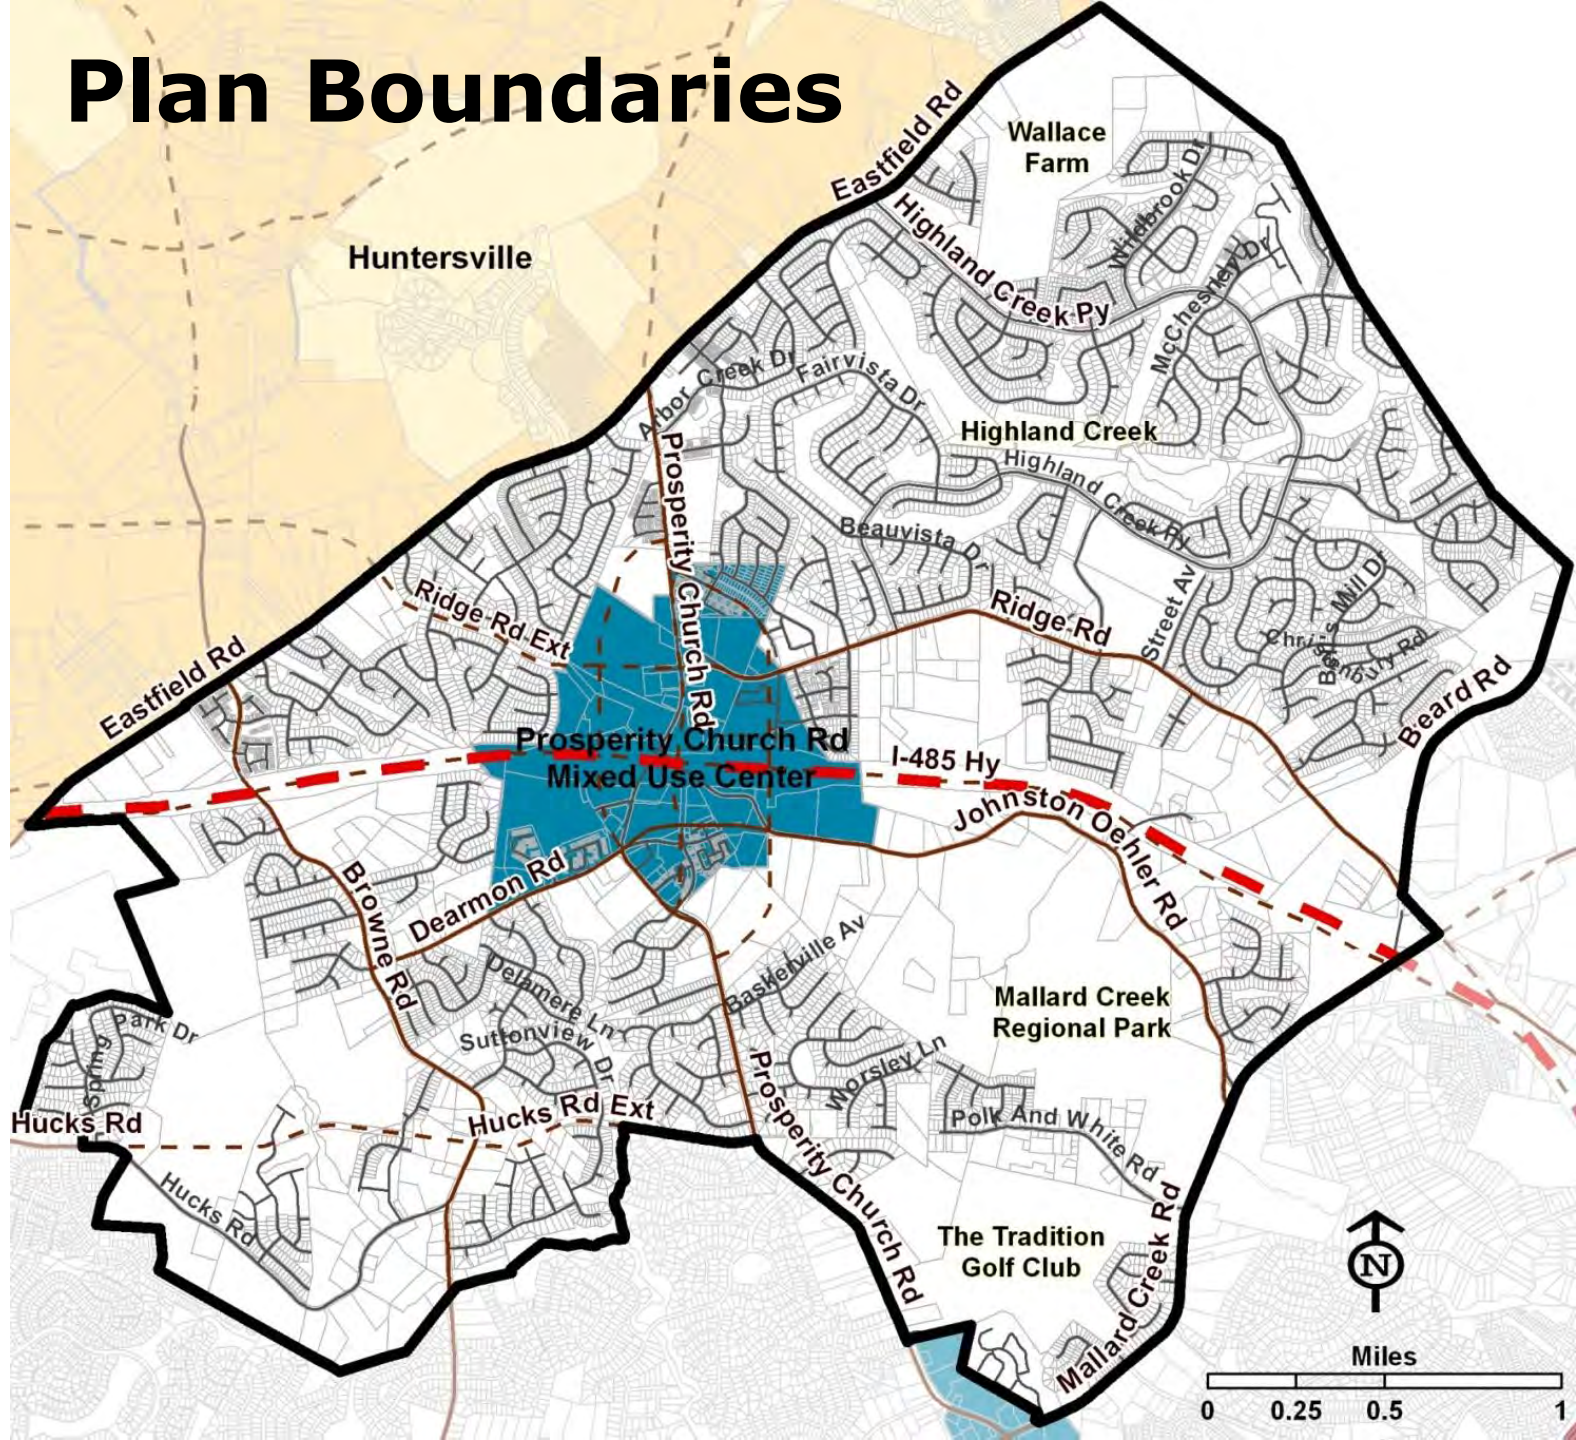 Plan Boundaries
Eastfield Rd
Wallace
Farm
Windbrook Dr
Highland Creek Py
McChesney Dr
Huntersville
Arbor Creek Dr
Fairvista Dr
Highland Creek
Highland Creek Py
Prosperity Church Rd
Beauvista Dr
Ridge Rd Ext
Ridge Rd
Street Av
Mill Dr
Eastfield Rd
Beard Rd
Prosperity Church Rd
Mixed Use Center
I-485 Hy
Johnston Oehler Rd
Browne Rd
Dearmon Rd
Delamere Ln
Baskerville Av
Suttonview Dr
Mallard Creek
Regional Park
Park Dr
Spring
Worsley Ln
Hucks Rd
Hucks Rd Ext
Polk And White Rd
Prosperity Church Rd
Hucks Rd
The Tradition
Golf Club
Mallard Creek Rd
N
Miles
0 0.25 0.5 1